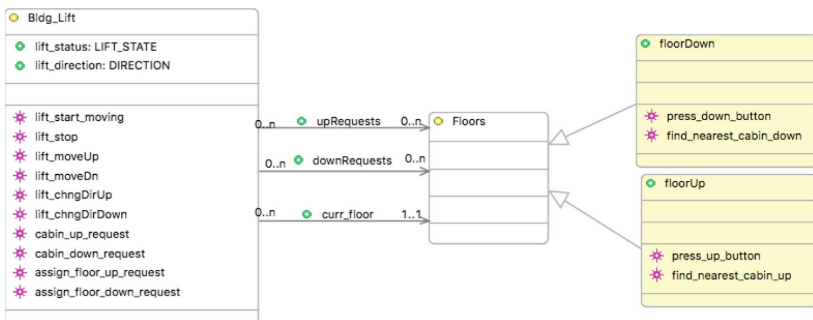 Bldg_Lift
lift_status: LIFT_STATE
lift_direction: DIRECTION
lift_start_moving
lift_stop
lift_moveUp
lift_moveDn
lift_chngDirUp
lift_chngDirDown
cabin_up_request
cabin_down_request
assign_floor_up_request
assign_floor_down_request
0..n upRequests 0..n
0..n downRequests 0..n
0..n curr_floor 1..1
Floors
floorDown
press_down_button
find_nearest_cabin_down
floorUp
press_up_button
find_nearest_cabin_up